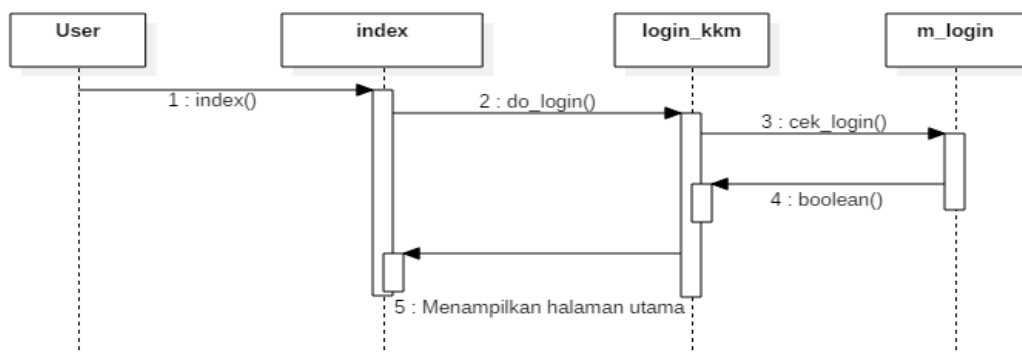 User
index
login_kkm
m_login
1 : index()
2 : do_login()
3 : cek_login()
4 : boolean()
5 : Menampilkan halaman utama